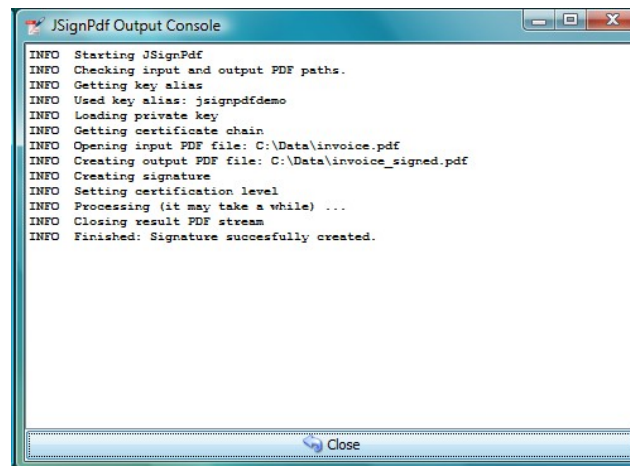 JSignPdf Output Console
INFO Starting JSignPdf
INFO Checking input and output PDF paths.
INFO Getting key alias
INFO Used key alias: jsignpdfdemo
INFO Loading private key
INFO Getting certificate chain
INFO Opening input PDF file: C:\Data\invoice.pdf
INFO Creating output PDF file: C:\Data\invoice_signed.pdf
INFO Creating signature
INFO Setting certification level
INFO Processing (it may take a while) ...
INFO Closing result PDF stream
INFO Finished: Signature succesfully created.
Close